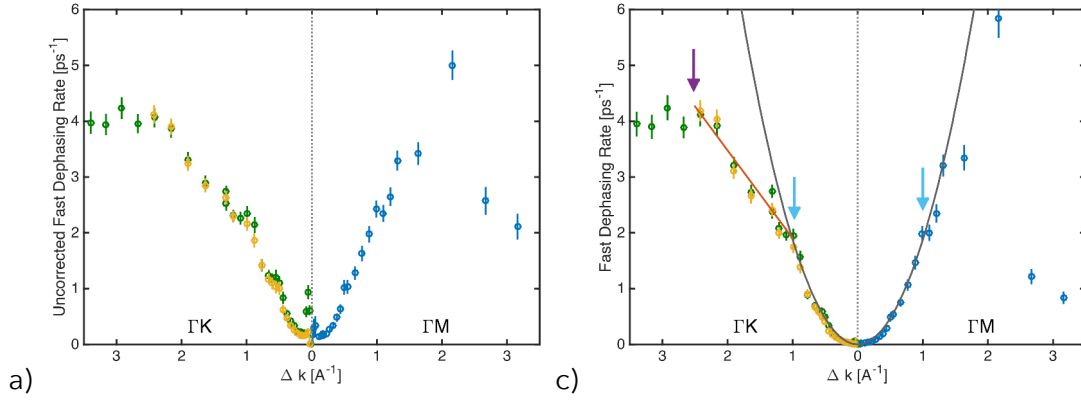 Uncorrected Fast Dephasing Rate [ps⁻¹]
6
5
4
3
2
1
0
ΓK
ΓM
3 2 1 0 1 2 3
Δ k [A⁻¹]
a)
Fast Dephasing Rate [ps⁻¹]
6
5
4
3
2
1
0
ΓK
ΓM
3 2 1 0 1 2 3
Δ k [A⁻¹]
c)